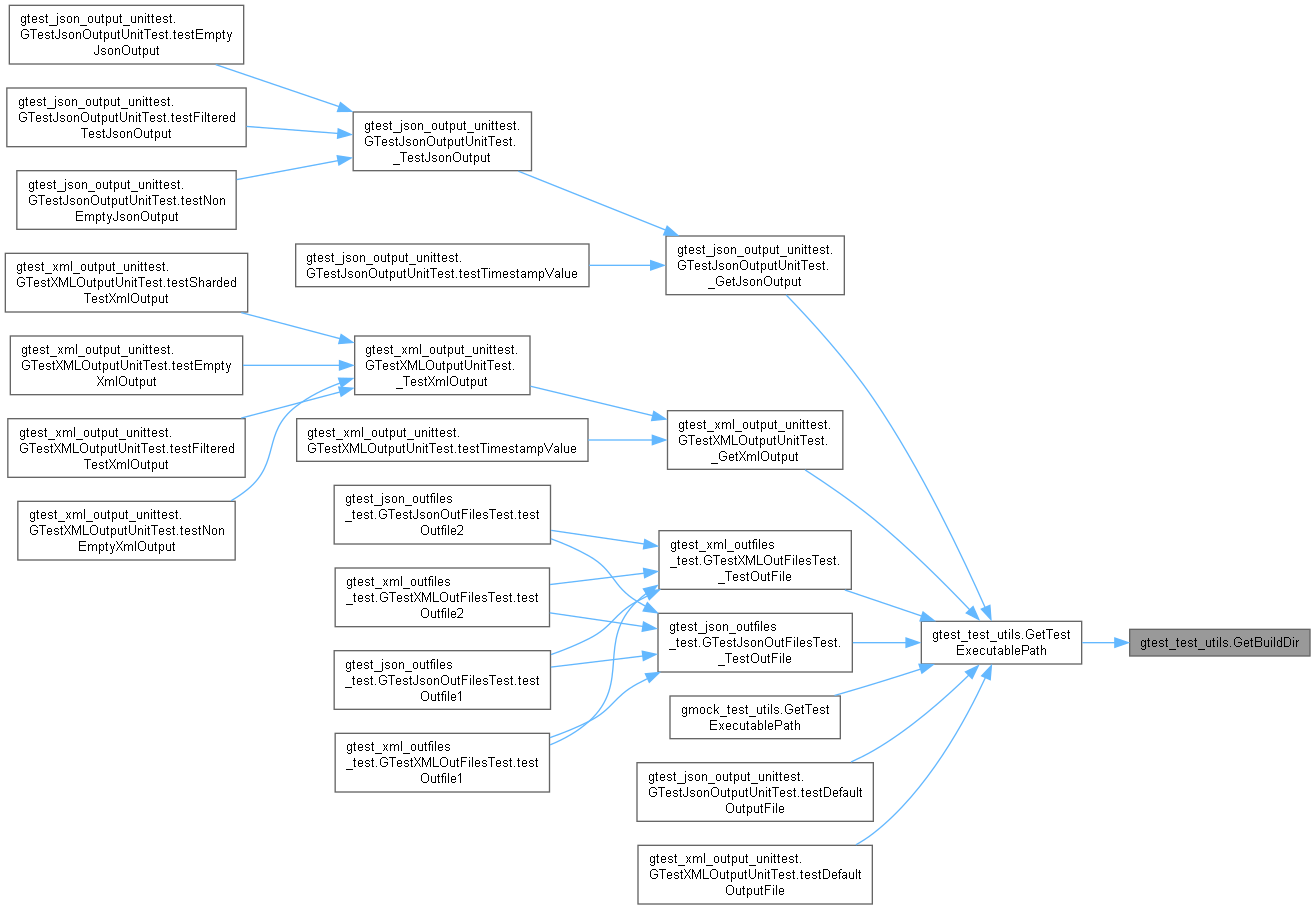 gtest_json_output_unittest.
GTestJsonOutputUnitTest.testEmpty
JsonOutput
gtest_json_output_unittest.
GTestJsonOutputUnitTest.testFiltered
TestJsonOutput
gtest_json_output_unittest.
GTestJsonOutputUnitTest.testNon
EmptyJsonOutput
gtest_xml_output_unittest.
GTestXMLOutputUnitTest.testSharded
TestXmlOutput
gtest_xml_output_unittest.
GTestXMLOutputUnitTest.testEmpty
XmlOutput
gtest_xml_output_unittest.
GTestXMLOutputUnitTest.testFiltered
TestXmlOutput
gtest_xml_output_unittest.
GTestXMLOutputUnitTest.testNon
EmptyXmlOutput
gtest_json_output_unittest.
GTestJsonOutputUnitTest.
_TestJsonOutput
gtest_json_output_unittest.
GTestJsonOutputUnitTest.testTimestampValue
gtest_xml_output_unittest.
GTestXMLOutputUnitTest.
_TestXmlOutput
gtest_xml_output_unittest.
GTestXMLOutputUnitTest.testTimestampValue
gtest_json_outfiles
_test.GTestJsonOutFilesTest.test
Outfile2
gtest_xml_outfiles
_test.GTestXMLOutFilesTest.test
Outfile2
gtest_json_outfiles
_test.GTestJsonOutFilesTest.test
Outfile1
gtest_xml_outfiles
_test.GTestXMLOutFilesTest.test
Outfile1
gtest_json_output_unittest.
GTestJsonOutputUnitTest.
_GetJsonOutput
gtest_xml_output_unittest.
GTestXMLOutputUnitTest.
_GetXmlOutput
gtest_xml_outfiles
_test.GTestXMLOutFilesTest.
_TestOutFile
gtest_json_outfiles
_test.GTestJsonOutFilesTest.
_TestOutFile
gmock_test_utils.GetTest
ExecutablePath
gtest_json_output_unittest.
GTestJsonOutputUnitTest.testDefault
OutputFile
gtest_xml_output_unittest.
GTestXMLOutputUnitTest.testDefault
OutputFile
gtest_test_utils.GetTest
ExecutablePath
gtest_test_utils.GetBuildDir